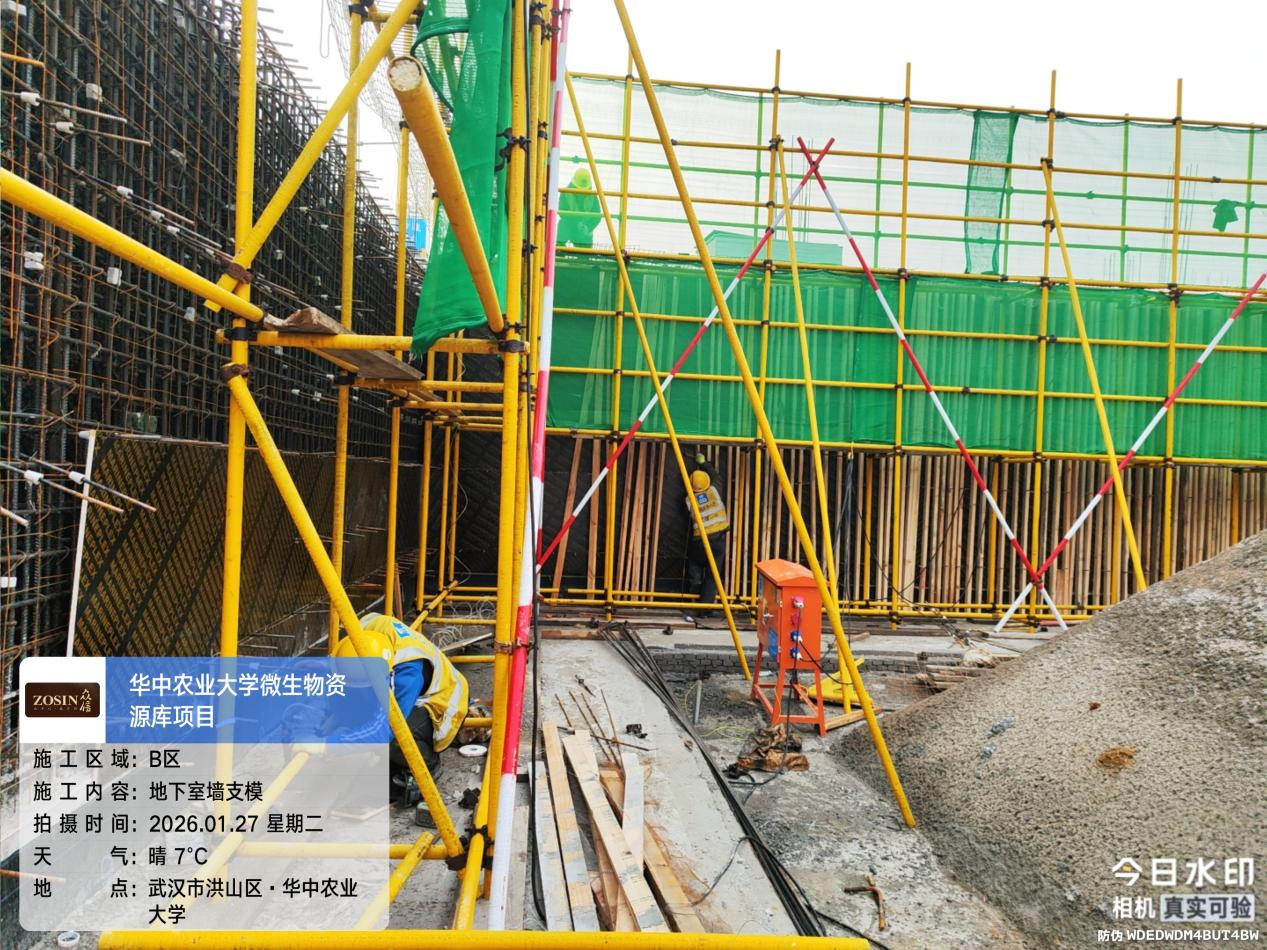 ZOSIN众信
华中农业大学微生物资
源库项目
施工区域：B区
施工内容：地下室墙支模
拍摄时间：2026.01.27 星期二
天气：晴 7℃
地点：武汉市洪山区·华中农业
大学
今日水印
相机 真实可验
防伪 WDEDWDM4BUT4BW